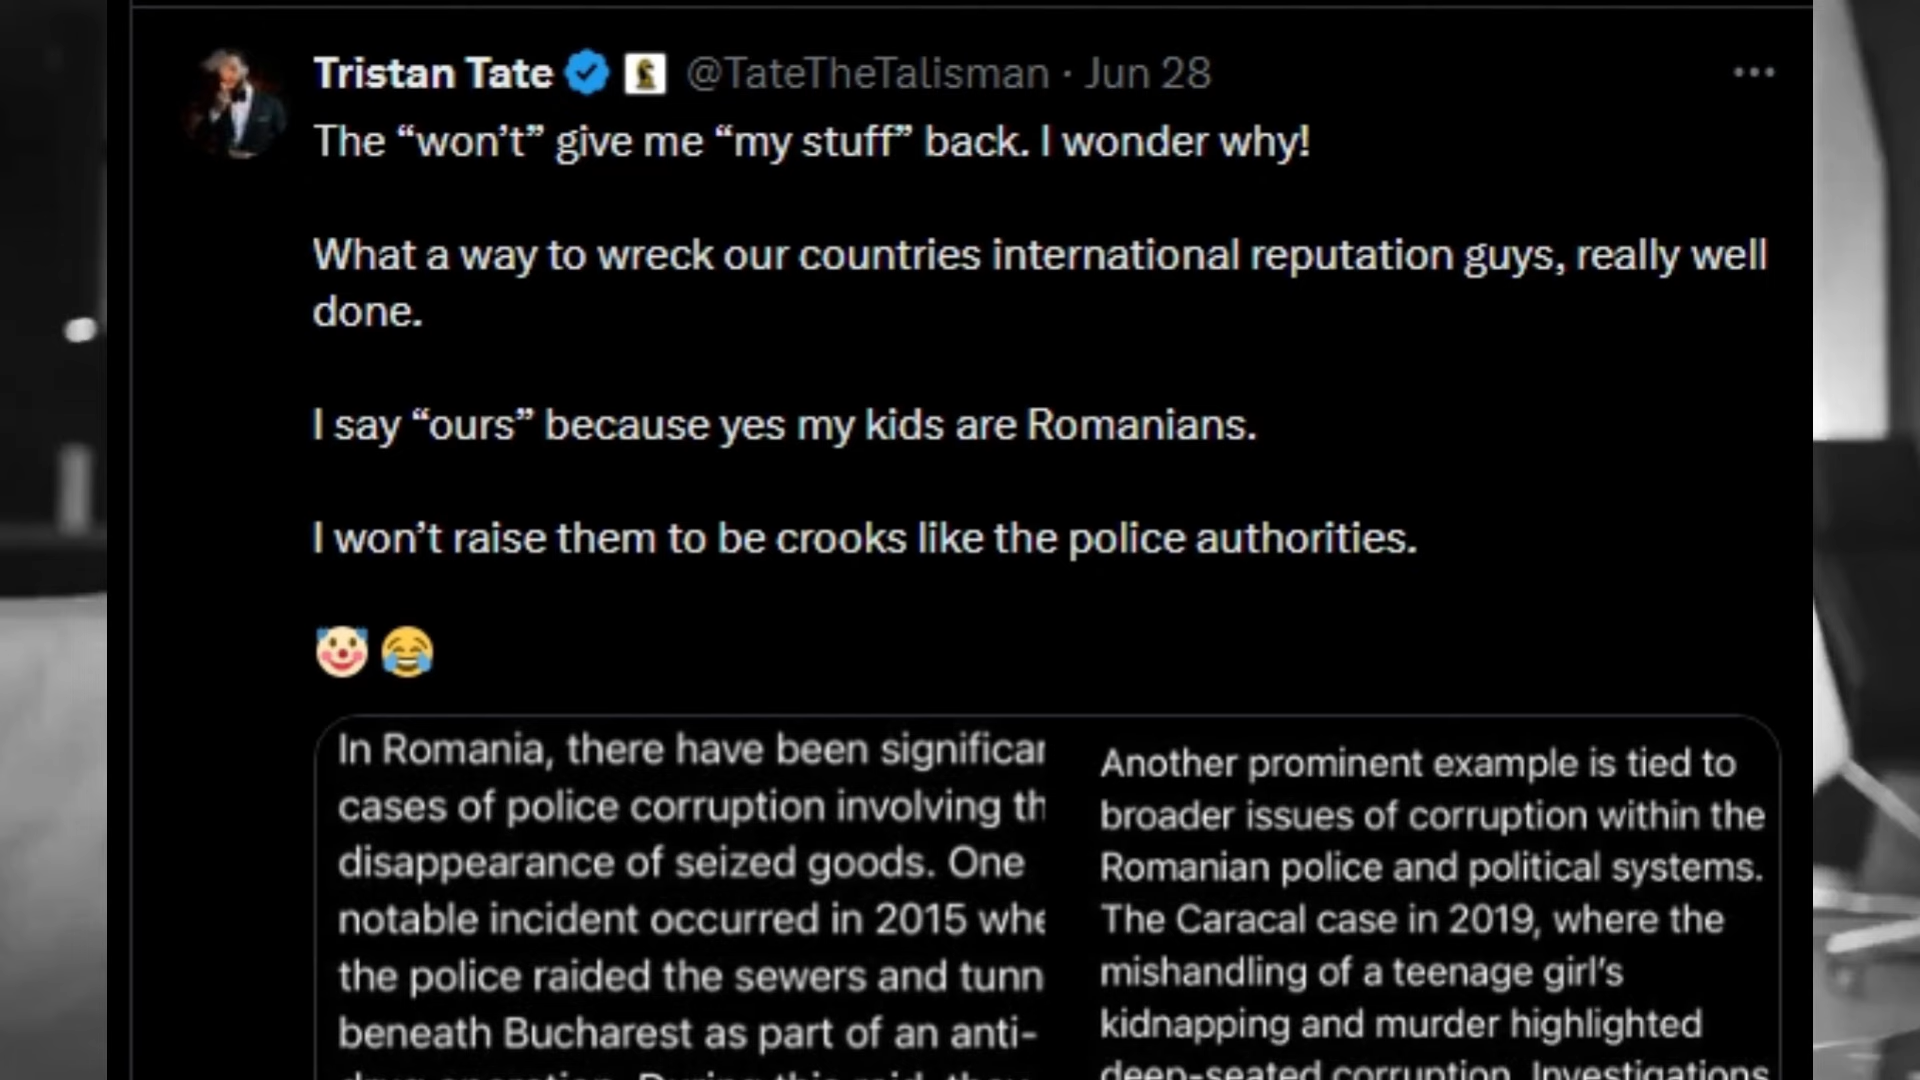 Tristan Tate @TateTheTalisman · Jun 28
The “won’t” give me “my stuff” back. I wonder why!
What a way to wreck our countries international reputation guys, really well
done.
I say “ours” because yes my kids are Romanians.
I won’t raise them to be crooks like the police authorities.
🤡 😂
In Romania, there have been
cases of police corruption involving
disappearance of seized goods. One
notable incident occurred in 2015
the police raided the sewers and
beneath Bucharest as part of an anti-
Another prominent example is tied to
broader issues of corruption within the
Romanian police and political systems.
The Caracal case in 2019, where the
mishandling of a teenage girl’s
kidnapping and murder highlighted
deep-seated corruption. Investigations